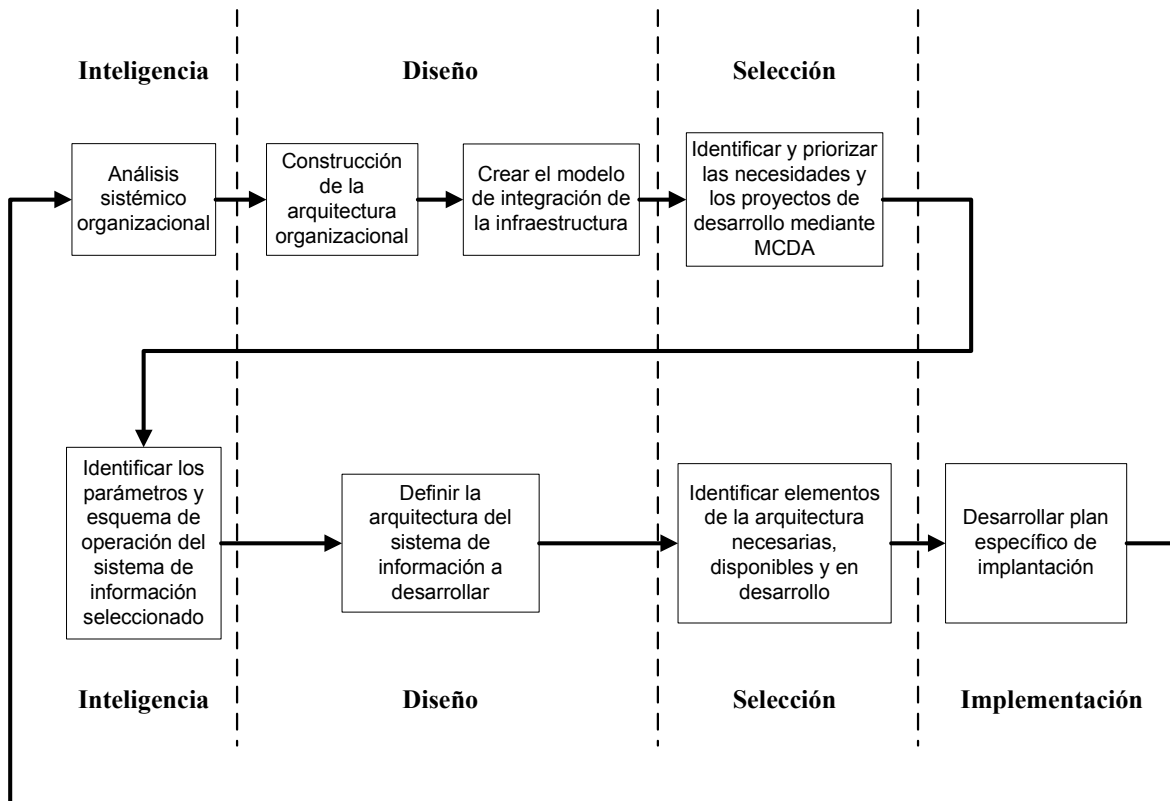 Inteligencia
Diseño
Selección
Análisis
sistémico
organizacional
Construcción
de la
arquitectura
organizacional
Crear el modelo
de integración de
la infraestructura
Identificar y priorizar
las necesidades y
los proyectos de
desarrollo mediante
MCDA
Identificar los
parámetros y
esquema de
operación del
sistema de
información
seleccionado
Definir la
arquitectura del
sistema de
información a
desarrollar
Identificar elementos
de la arquitectura
necesarias,
disponibles y en
desarrollo
Desarrollar plan
específico de
implantación
Inteligencia
Diseño
Selección
Implementación